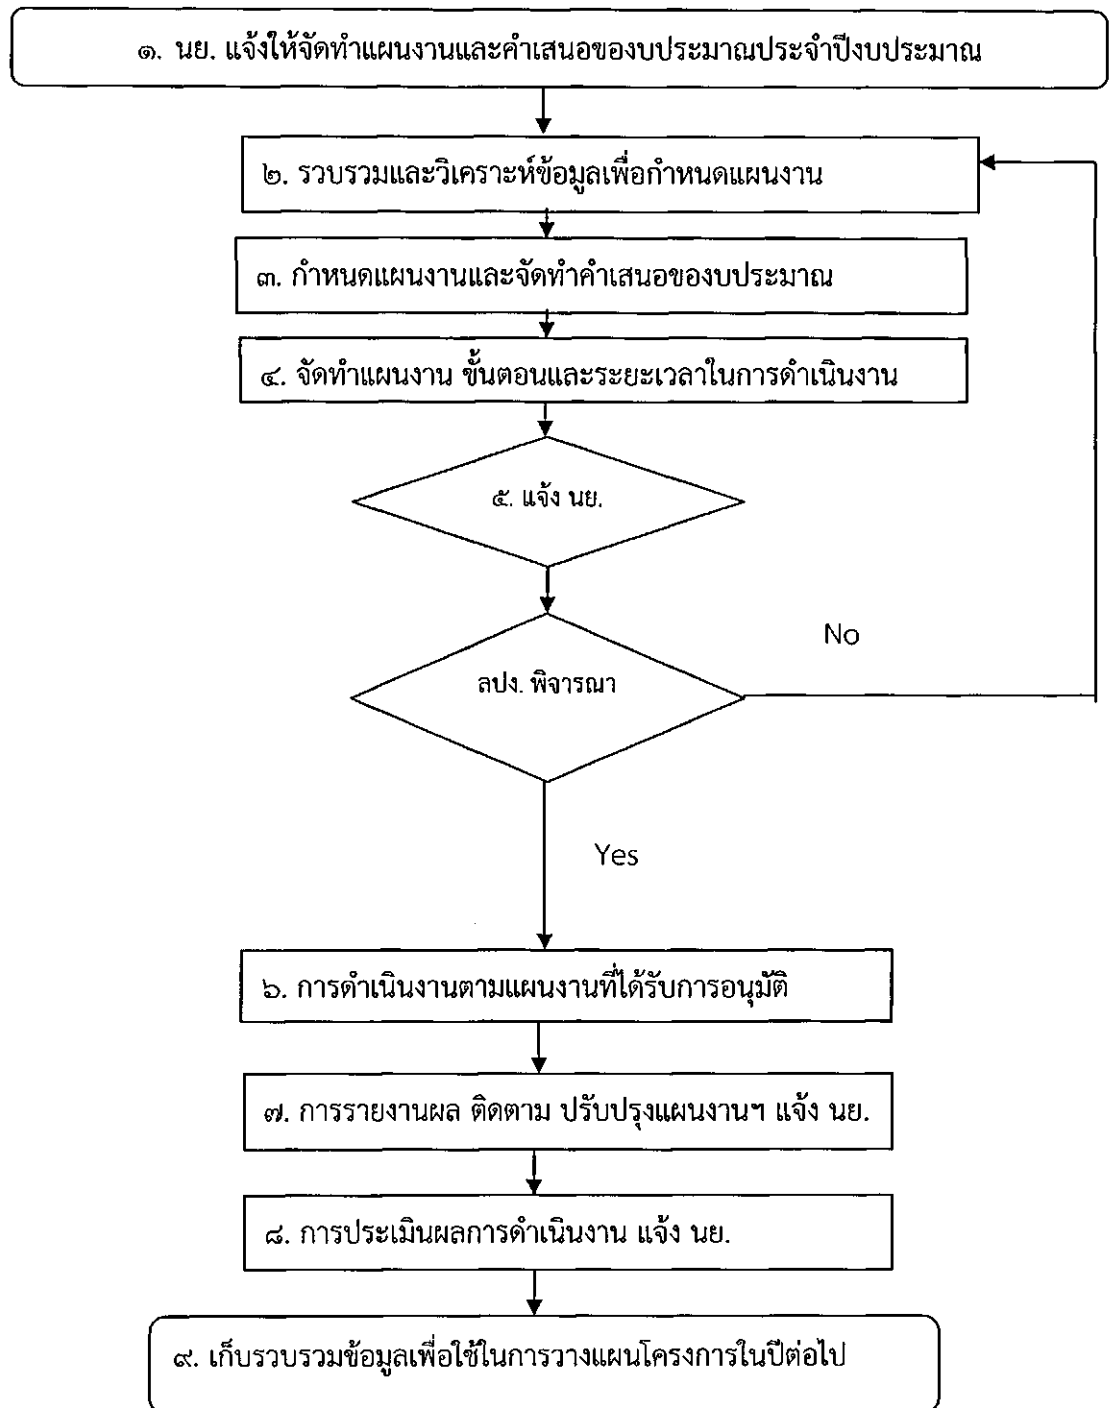 ๑. นย. แจ้งให้จัดทำแผนงานและคำเสนอของบประมาณประจำปีงบประมาณ
๒. รวบรวมและวิเคราะห์ข้อมูลเพื่อกำหนดแผนงาน
๓. กำหนดแผนงานและจัดทำคำเสนอของบประมาณ
๔. จัดทำแผนงาน ขั้นตอนและระยะเวลาในการดำเนินงาน
๕. แจ้ง นย.
No
ลปง. พิจารณา
Yes
๖. การดำเนินงานตามแผนงานที่ได้รับการอนุมัติ
๗. การรายงานผล ติดตาม ปรับปรุงแผนงานฯ แจ้ง นย.
๘. การประเมินผลการดำเนินงาน แจ้ง นย.
๙. เก็บรวบรวมข้อมูลเพื่อใช้ในการวางแผนโครงการในปีต่อไป